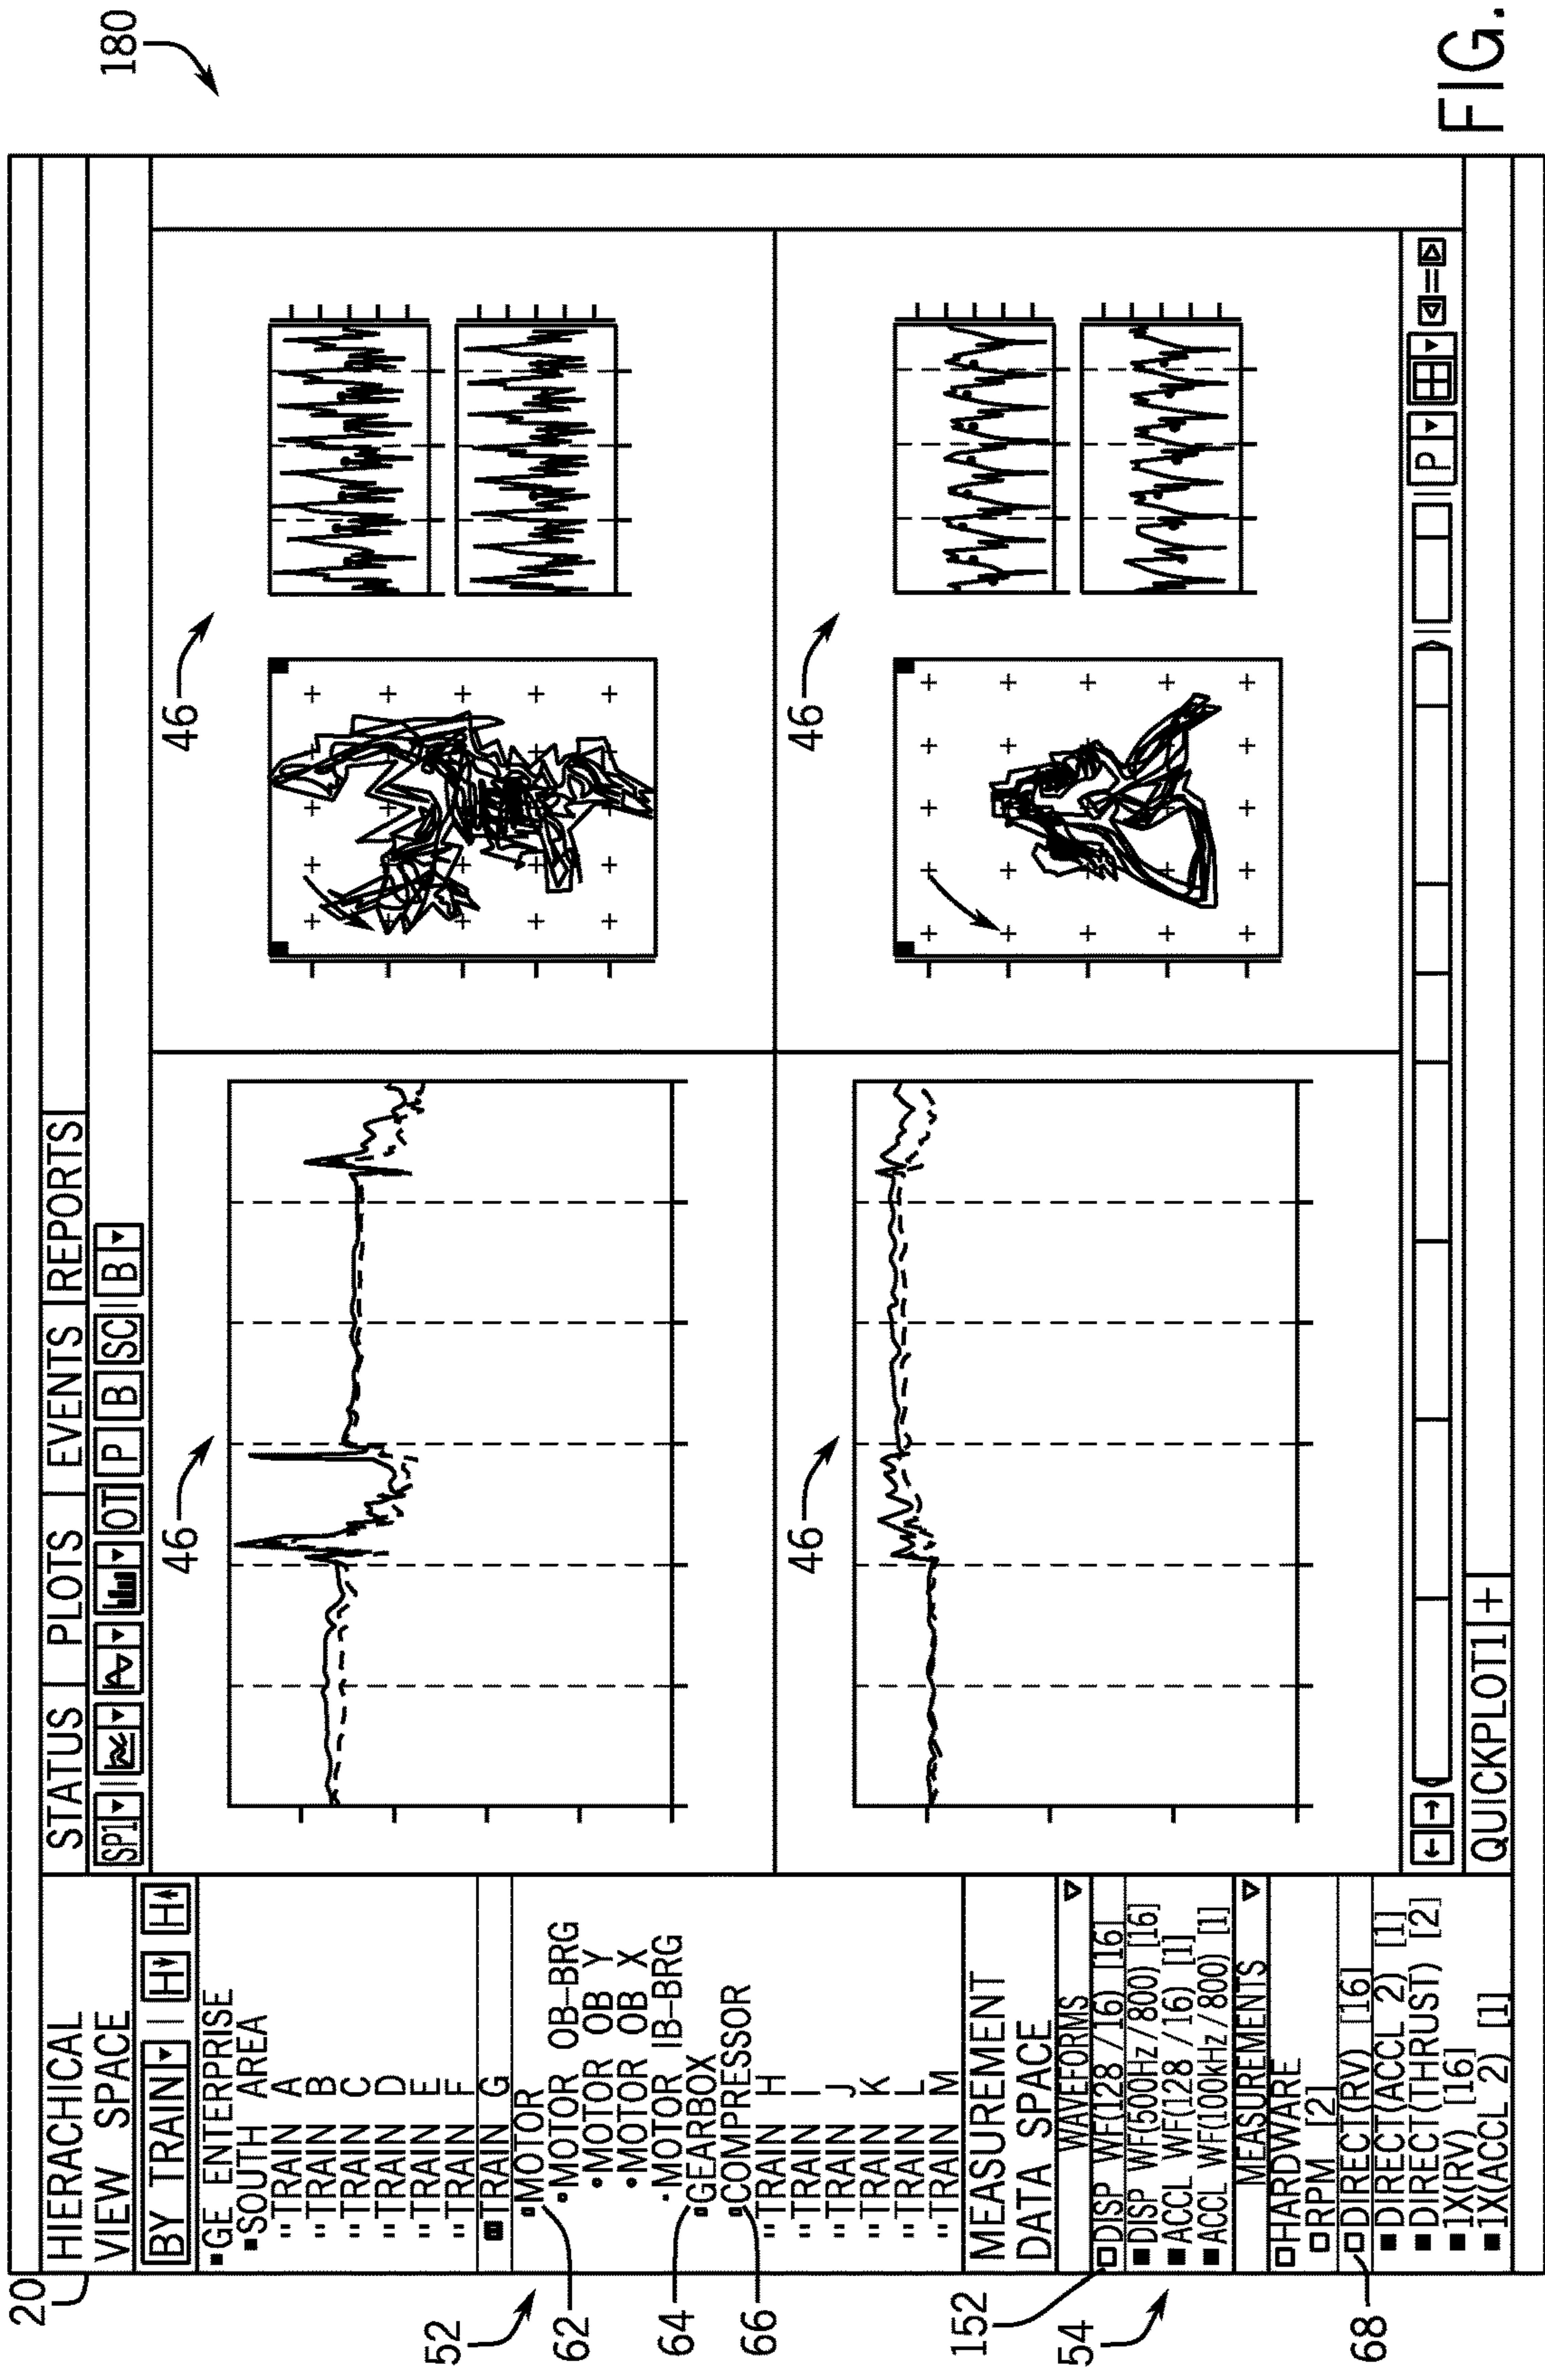 180
20
HIERACHICAL
VIEW SPACE
STATUS
PLOTS
EVENTS
REPORTS
BY TRAIN
H
H
SP1
OT
P
B
SC
B
▪GE ENTERPRISE
▪SOUTH AREA
"TRAIN A
"TRAIN B
"TRAIN C
"TRAIN D
"TRAIN E
"TRAIN F
TRAIN G
MOTOR
MOTOR OB-BRG
•MOTOR OB Y
•MOTOR OB X
MOTOR IB-BRG
GEARBOX
COMPRESSOR
"TRAIN H
"TRAIN I
"TRAIN J
"TRAIN K
"TRAIN L
"TRAIN M
52
62
64
66
46
46
46
46
MEASUREMENT
DATA SPACE
WAVEFORMS
□DISP WF(128/16) [16]
■DISP WF(500Hz/800) [16]
■ACCL WF(128/16) [1]
■ACCL WF(100kHz/800) [1]
MEASUREMENTS
□HARDWARE
□RPM [2]
□DIRECT(RV) [16]
■DIRECT(ACCL 2) [1]
■DIRECT(THRUST) [2]
■1X(RV) [16]
■1X(ACCL 2) [1]
152
54
68
← →
P
QUICKPLOT1 +
FIG.